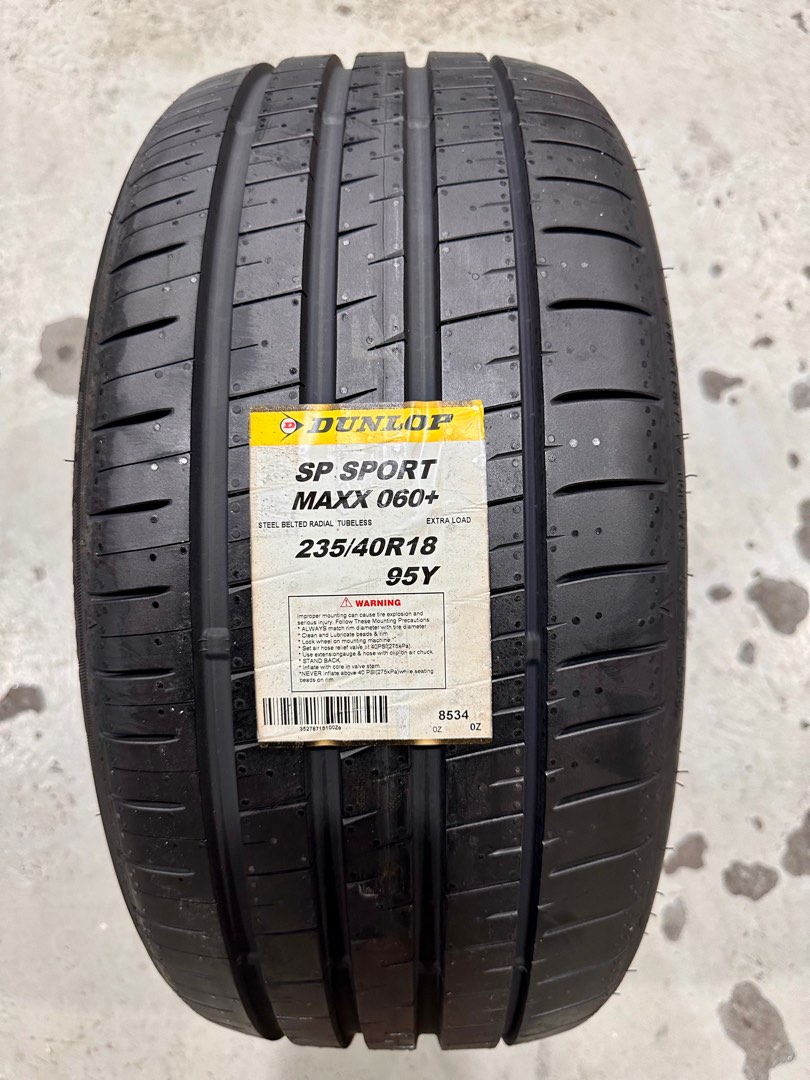 DUNLOP
SP SPORT
MAXX 060+
STEEL BELTED RADIAL TUBELESS EXTRA LOAD
235/40R18
95Y
WARNING
Improper mounting can cause tire explosion and
serious injury. Follow These Mounting Precautions
* ALWAYS match rim diameter with tire diameter
* Clean and Lubricate beads & rim
* Lock wheel on mounting machine
* Set air hose relief valve at 40PSI(275kPa)
* Use extensiongauge & hose with clip on air chuck
* STAND BACK
* Inflate with core in valve stem
*NEVER inflate above 40 PSI(275kPa)while seating
beads on rim
8534
0Z 0Z